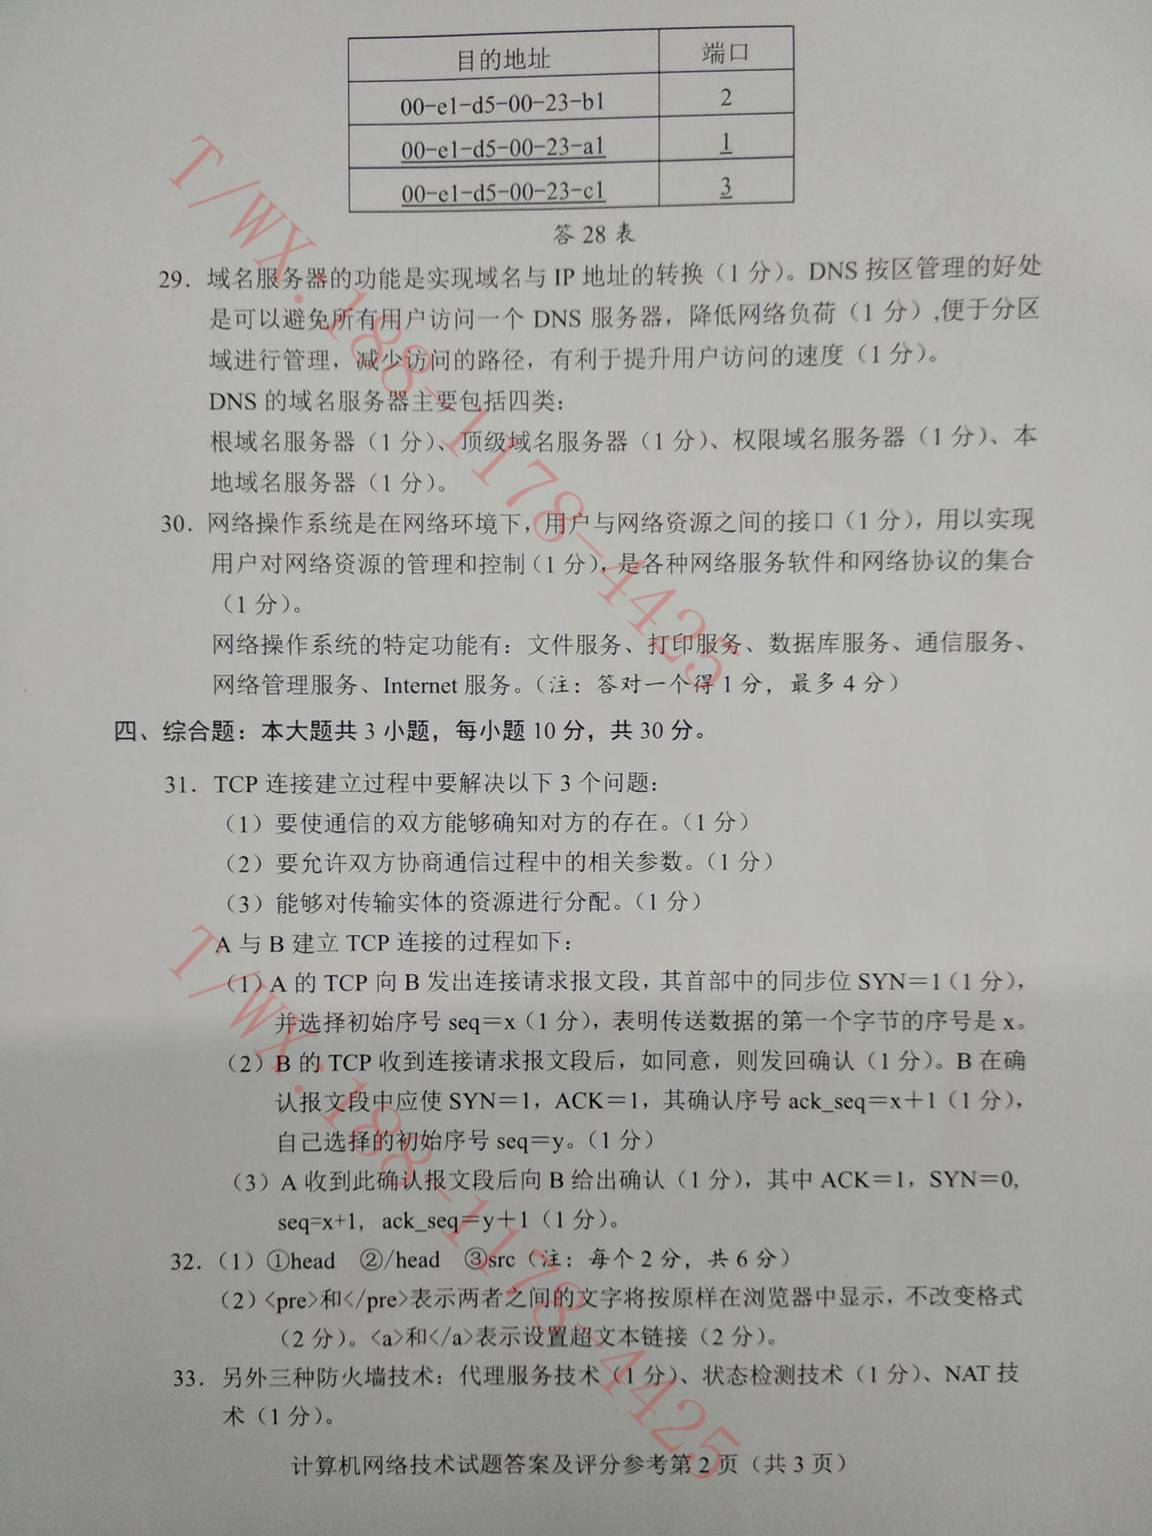 目的地址 端口
00-e1-d5-00-23-b1 2
00-e1-d5-00-23-a1 1
00-e1-d5-00-23-c1 3
答 28 表
29．域名服务器的功能是实现域名与 IP 地址的转换（1 分）。DNS 按区管理的好处
是可以避免所有用户访问一个 DNS 服务器，降低网络负荷（1 分）,便于分区
域进行管理，减少访问的路径，有利于提升用户访问的速度（1 分）。
DNS 的域名服务器主要包括四类：
根域名服务器（1 分）、顶级域名服务器（1 分）、权限域名服务器（1 分）、本
地域名服务器（1 分）。
30．网络操作系统是在网络环境下，用户与网络资源之间的接口（1 分），用以实现
用户对网络资源的管理和控制（1 分），是各种网络服务软件和网络协议的集合
（1 分）。
网络操作系统的特定功能有：文件服务、打印服务、数据库服务、通信服务、
网络管理服务、Internet 服务。（注：答对一个得 1 分，最多 4 分）
四、综合题：本大题共 3 小题，每小题 10 分，共 30 分。
31．TCP 连接建立过程中要解决以下 3 个问题：
（1）要使通信的双方能够确知对方的存在。（1 分）
（2）要允许双方协商通信过程中的相关参数。（1 分）
（3）能够对传输实体的资源进行分配。（1 分）
A 与 B 建立 TCP 连接的过程如下：
（1）A 的 TCP 向 B 发出连接请求报文段，其首部中的同步位 SYN＝1（1 分），
并选择初始序号 seq＝x（1 分），表明传送数据的第一个字节的序号是 x。
（2）B 的 TCP 收到连接请求报文段后，如同意，则发回确认（1 分）。B 在确
认报文段中应使 SYN＝1，ACK＝1，其确认序号 ack_seq＝x＋1（1 分），
自己选择的初始序号 seq＝y。（1 分）
（3）A 收到此确认报文段后向 B 给出确认（1 分），其中 ACK＝1，SYN＝0,
seq=x+1，ack_seq＝y＋1（1 分）。
32．（1）①head ②/head ③src（注：每个 2 分，共 6 分）
（2）<pre>和</pre>表示两者之间的文字将按原样在浏览器中显示，不改变格式
（2 分）。<a>和</a>表示设置超文本链接（2 分）。
33．另外三种防火墙技术：代理服务技术（1 分）、状态检测技术（1 分）、NAT 技
术（1 分）。
计算机网络技术试题答案及评分参考第 2 页（共 3 页）
T/WX:188-1178-4425
T/WX:188-1178-4425